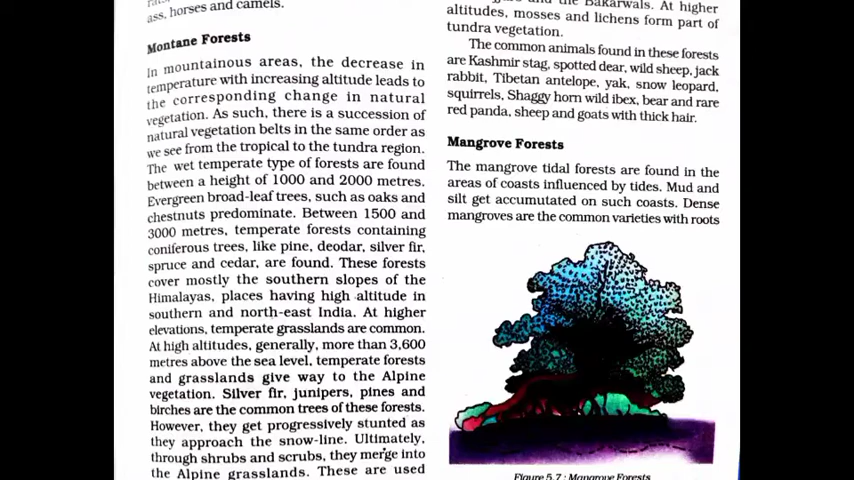 ass, horses and camels.
Montane Forests
In mountainous areas, the decrease in
temperature with increasing altitude leads to
the corresponding change in natural
vegetation. As such, there is a succession of
natural vegetation belts in the same order as
we see from the tropical to the tundra region.
The wet temperate type of forests are found
between a height of 1000 and 2000 metres.
Evergreen broad-leaf trees, such as oaks and
chestnuts predominate. Between 1500 and
3000 metres, temperate forests containing
coniferous trees, like pine, deodar, silver fir,
spruce and cedar, are found. These forests
cover mostly the southern slopes of the
Himalayas, places having high altitude in
southern and north-east India. At higher
elevations, temperate grasslands are common.
At high altitudes, generally, more than 3,600
metres above the sea level, temperate forests
and grasslands give way to the Alpine
vegetation. Silver fir, junipers, pines and
birches are the common trees of these forests.
However, they get progressively stunted as
they approach the snow-line. Ultimately,
through shrubs and scrubs, they merge into
the Alpine grasslands. These are used
and the Bakarwals. At higher
altitudes, mosses and lichens form part of
tundra vegetation.
The common animals found in these forests
are Kashmir stag, spotted dear, wild sheep, jack
rabbit, Tibetan antelope, yak, snow leopard,
squirrels, Shaggy horn wild ibex, bear and rare
red panda, sheep and goats with thick hair.
Mangrove Forests
The mangrove tidal forests are found in the
areas of coasts influenced by tides. Mud and
silt get accumutated on such coasts. Dense
mangroves are the common varieties with roots
Figure 5.7 : Mangrove Forests